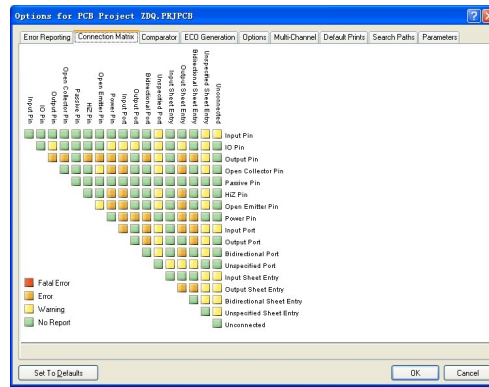 Options for PCB Project ZDQ.PRJPCB
Error Reporting
Connection Matrix
Comparator
ECO Generation
Options
Multi-Channel
Default Prints
Search Paths
Parameters
Input Pin
IO Pin
Output Pin
Open Collector Pin
Passive Pin
HiZ Pin
Open Emitter Pin
Power Pin
Input Port
Output Port
Bidirectional Port
Unspecified Port
Input Sheet Entry
Output Sheet Entry
Bidirectional Sheet Entry
Unspecified Sheet Entry
Unconnected
Input Pin
IO Pin
Output Pin
Open Collector Pin
Passive Pin
HiZ Pin
Open Emitter Pin
Power Pin
Input Port
Output Port
Bidirectional Port
Unspecified Port
Input Sheet Entry
Output Sheet Entry
Bidirectional Sheet Entry
Unspecified Sheet Entry
Unconnected
Fatal Error
Error
Warning
No Report
Set To Defaults
OK
Cancel